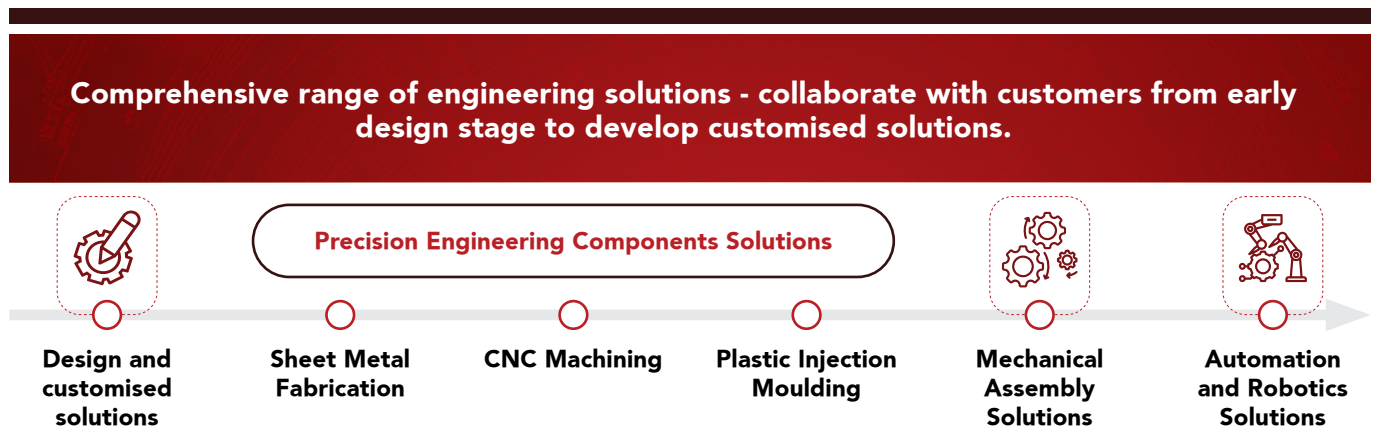 Comprehensive range of engineering solutions - collaborate with customers from early
design stage to develop customised solutions.
Precision Engineering Components Solutions
Design and
customised
solutions
Sheet Metal
Fabrication
CNC Machining
Plastic Injection
Moulding
Mechanical
Assembly
Solutions
Automation
and Robotics
Solutions